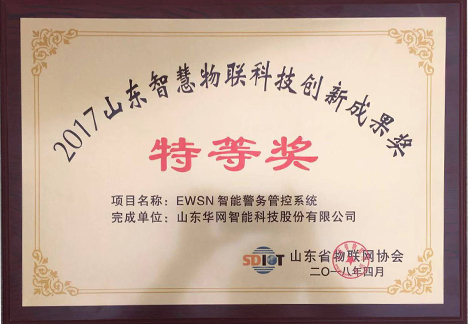 2017山东智慧物联科技创新成果奖
特等奖
项目名称：EWSN 智能警务管控系统
完成单位：山东华网智能科技股份有限公司
SDIOT 山东省物联网协会
二〇一八年四月